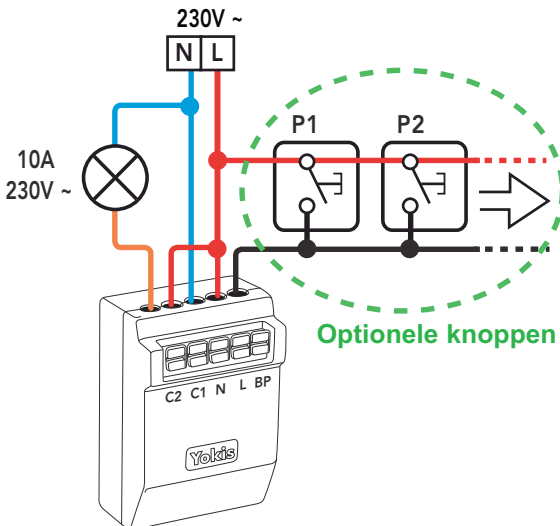 230V ~
N L
P1 P2
10A
230V ~
Optionele knoppen
C2 C1 N L BP
Yokis